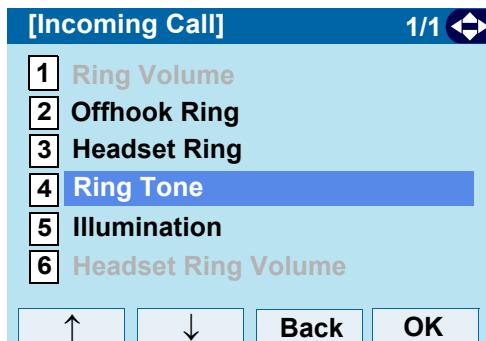 [Incoming Call] 1/1
1 Ring Volume
2 Offhook Ring
3 Headset Ring
4 Ring Tone
5 Illumination
6 Headset Ring Volume
↑ ↓ Back OK